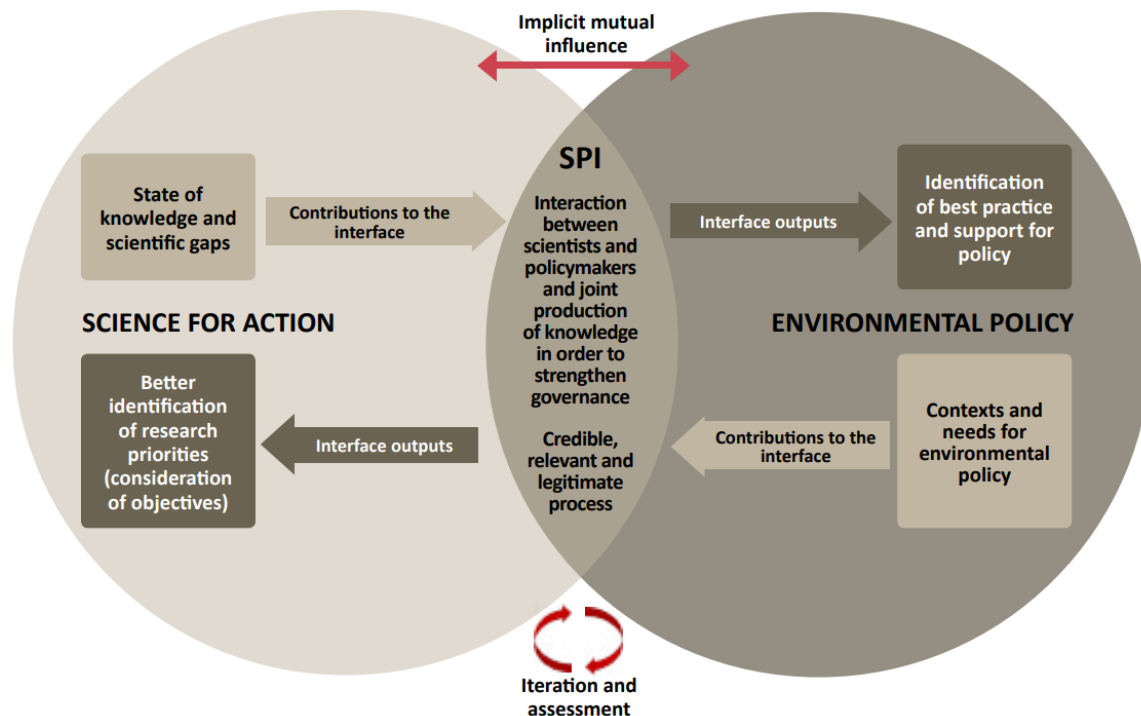 Implicit mutual
influence
SPI
Interaction
between
scientists and
policymakers
and joint
production
of knowledge
in order to
strengthen
governance
Credible,
relevant and
legitimate
process
State of
knowledge and
scientific gaps
Contributions to the
interface
Interface outputs
Identification
of best practice
and support for
policy
SCIENCE FOR ACTION
ENVIRONMENTAL POLICY
Better
identification
of research
priorities
(consideration
of objectives)
Interface outputs
Contributions to the
interface
Contexts and
needs for
environmental
policy
Iteration and
assessment